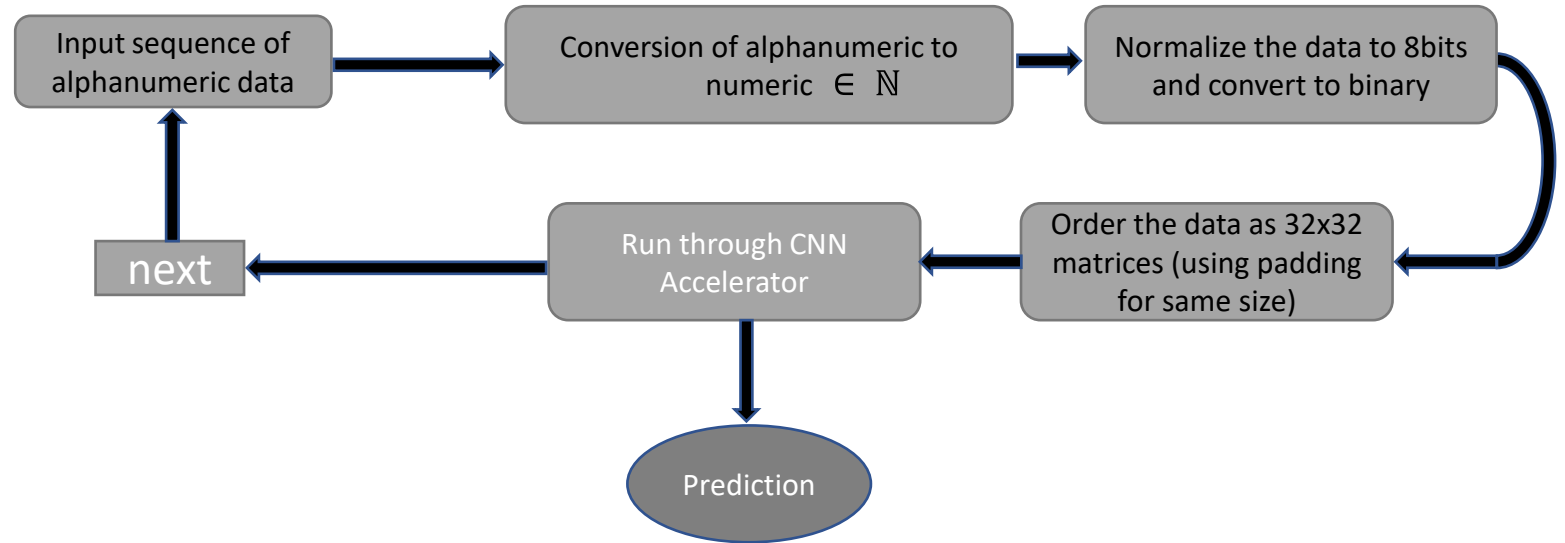 Input sequence of
alphanumeric data
Conversion of alphanumeric to
numeric ∈ ℕ
Normalize the data to 8bits
and convert to binary
Order the data as 32x32
matrices (using padding
for same size)
Run through CNN
Accelerator
next
Prediction